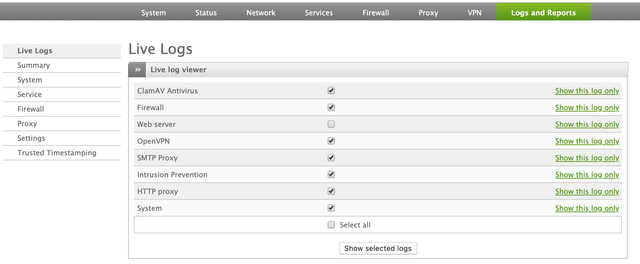 System Status Network Services Firewall Proxy VPN Logs and Reports
Live Logs
Summary
System
Service
Firewall
Proxy
Settings
Trusted Timestamping
Live Logs
» Live log viewer
ClamAV Antivirus Show this log only
Firewall Show this log only
Web server Show this log only
OpenVPN Show this log only
SMTP Proxy Show this log only
Intrusion Prevention Show this log only
HTTP proxy Show this log only
System Show this log only
Select all
Show selected logs